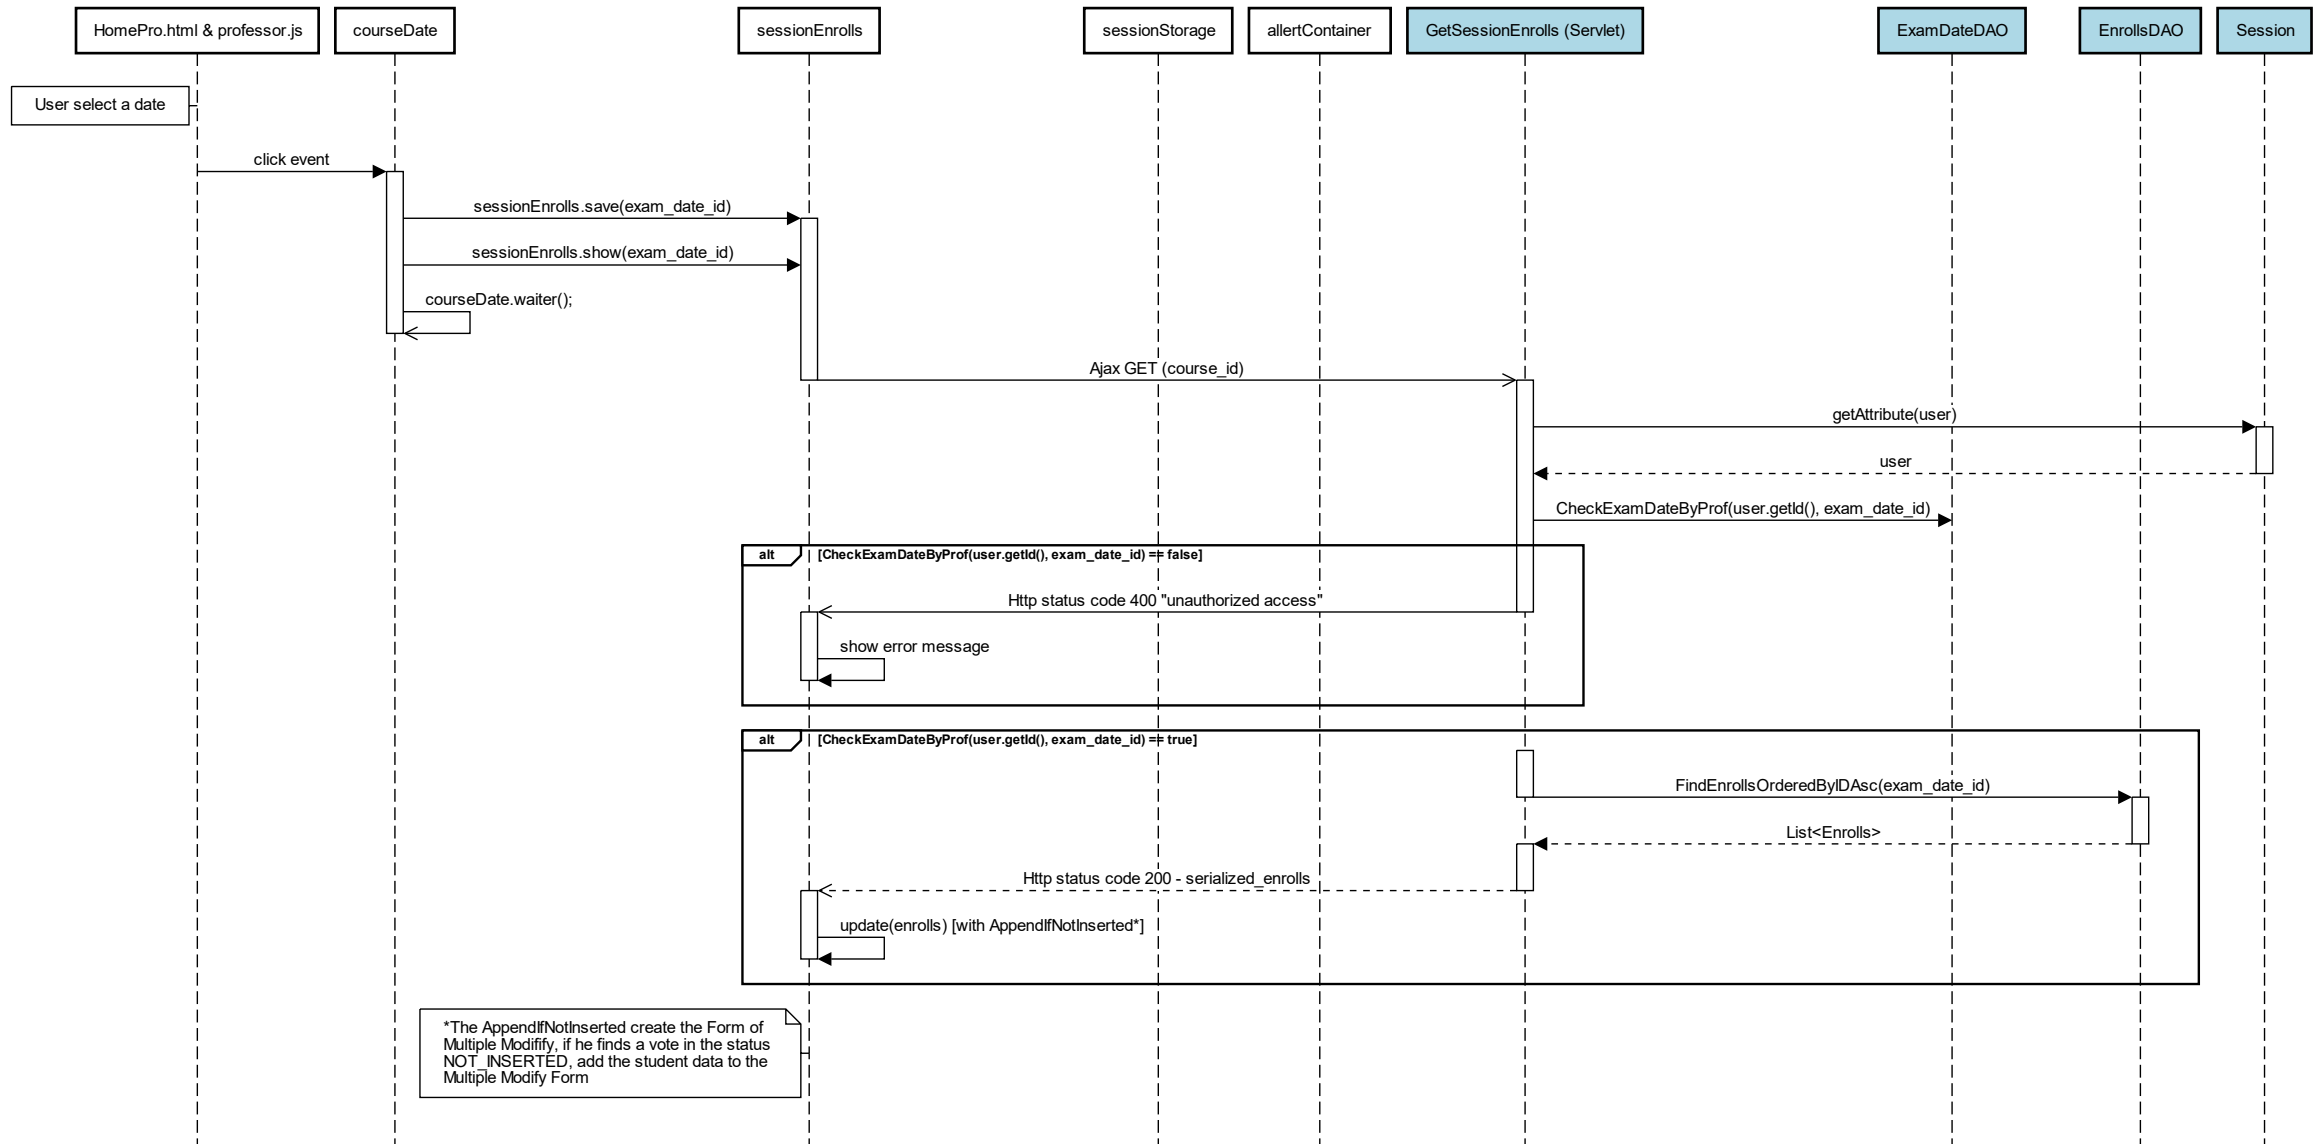 HomePro.html & professor.js
courseDate
sessionEnrolls
sessionStorage
allertContainer
GetSessionEnrolls (Servlet)
ExamDateDAO
EnrollsDAO
Session
User select a date
click event
sessionEnrolls.save(exam_date_id)
sessionEnrolls.show(exam_date_id)
courseDate.waiter();
Ajax GET (course_id)
getAttribute(user)
user
CheckExamDateByProf(user.getId(), exam_date_id)
alt
[CheckExamDateByProf(user.getId(), exam_date_id) == false]
Http status code 400 "unauthorized access"
show error message
alt
[CheckExamDateByProf(user.getId(), exam_date_id) == true]
FindEnrollsOrderedByIDAsc(exam_date_id)
List<Enrolls>
Http status code 200 - serialized_enrolls
update(enrolls) [with AppendIfNotInserted*]
*The AppendIfNotInserted create the Form of
Multiple Modifify, if he finds a vote in the status
NOT_INSERTED, add the student data to the
Multiple Modify Form